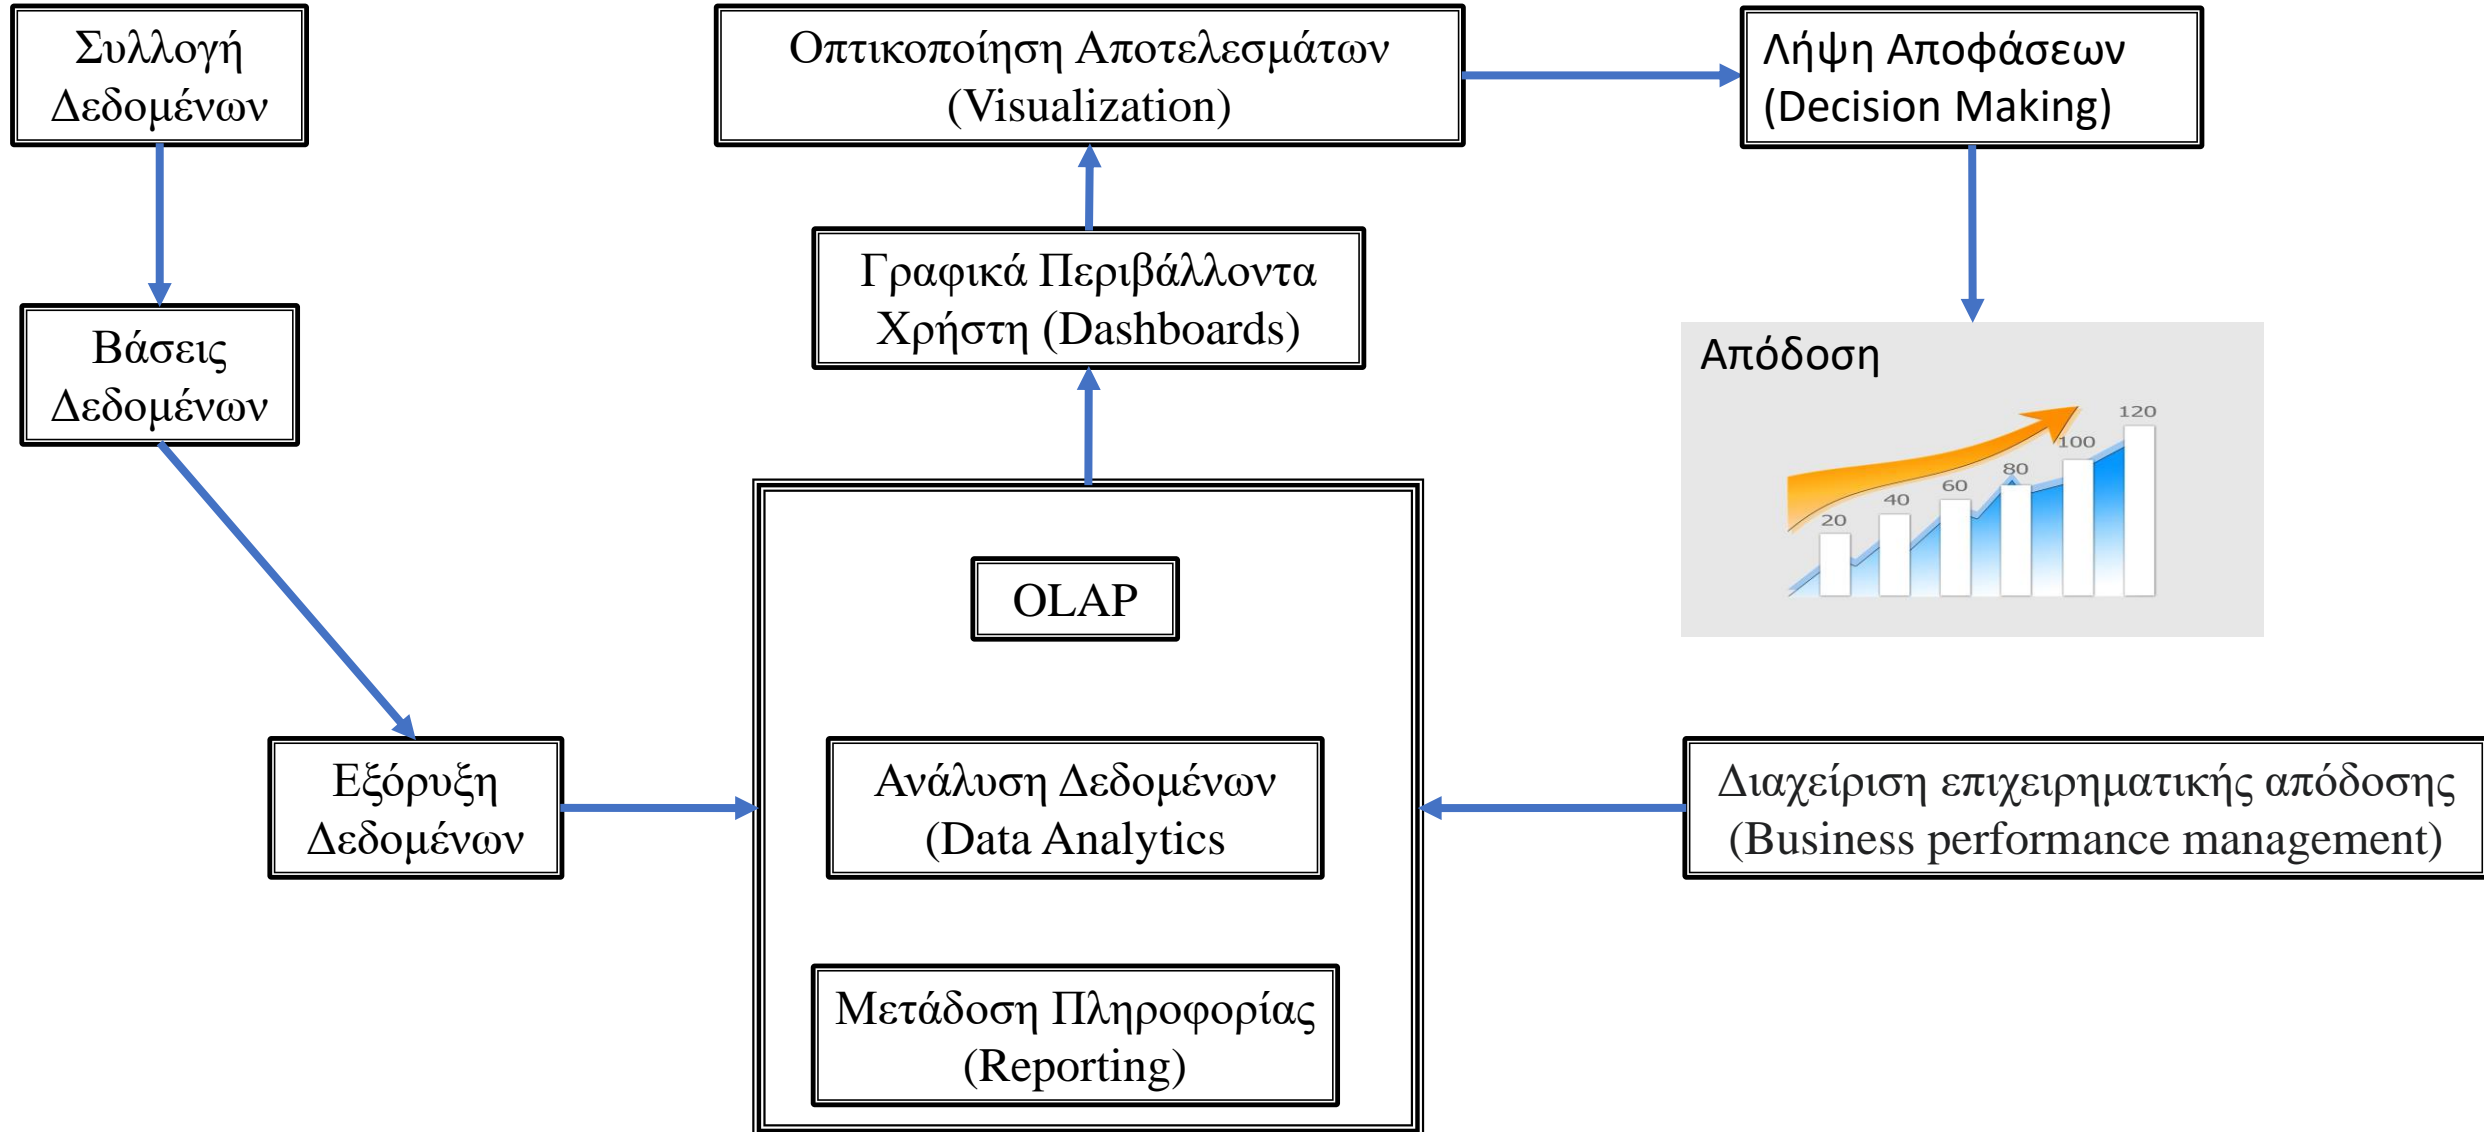 Συλλογή
Δεδομένων
Οπτικοποίηση Αποτελεσμάτων
(Visualization)
Λήψη Αποφάσεων
(Decision Making)
Γραφικά Περιβάλλοντα
Χρήστη (Dashboards)
Βάσεις
Δεδομένων
Απόδοση
120
100
80
60
40
20
OLAP
Εξόρυξη
Δεδομένων
Ανάλυση Δεδομένων
(Data Analytics
Διαχείριση επιχειρηματικής απόδοσης
(Business performance management)
Μετάδοση Πληροφορίας
(Reporting)